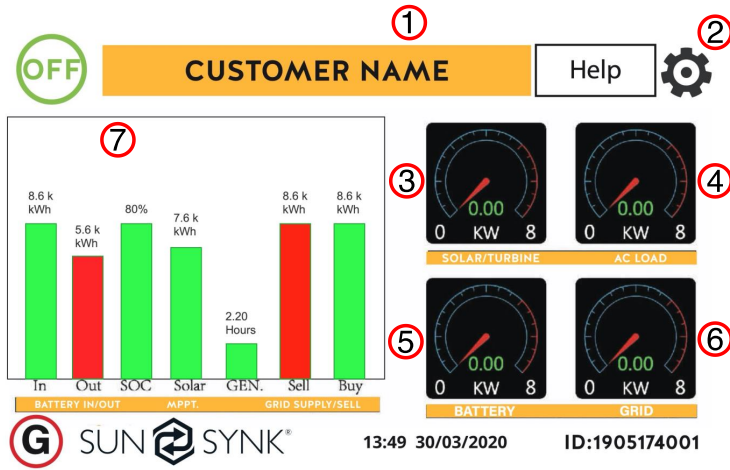 1
2
OFF
CUSTOMER NAME
Help
7
8.6 k
kWh
5.6 k
kWh
80%
7.6 k
kWh
2.20
Hours
8.6 k
kWh
8.6 k
kWh
In Out SOC Solar GEN. Sell Buy
BATTERY IN/OUT MPPT. GRID SUPPLY/SELL
3
0.00
0 KW 8
4
0.00
0 KW 8
SOLAR/TURBINE AC LOAD
5
0.00
0 KW 8
6
0.00
0 KW 8
BATTERY GRID
G SUN SYNK®
13:49 30/03/2020
ID:1905174001